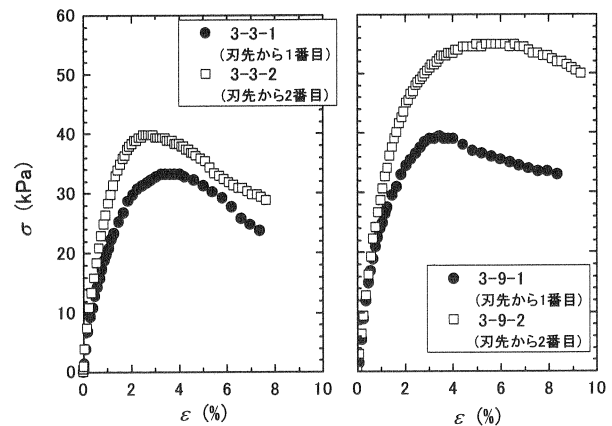 60
50
40
30
20
10
0
σ (kPa)
3-3-1
(刃先から1番目)
3-3-2
(刃先から2番目)
0 2 4 6 8 10
ε (%)
3-9-1
(刃先から1番目)
3-9-2
(刃先から2番目)
0 2 4 6 8 10
ε (%)